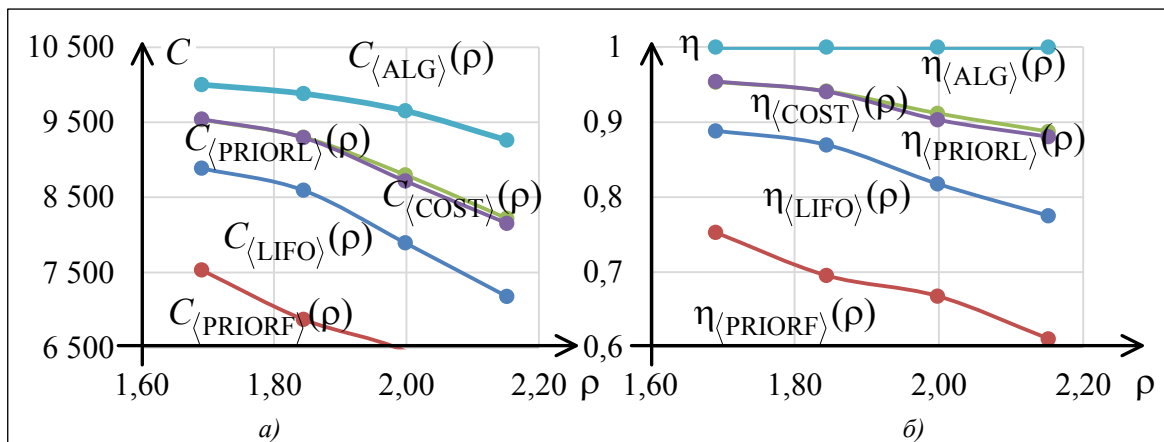 10 500
9 500
8 500
7 500
6 500
C
C⟨ALG⟩(ρ)
C⟨PRIORL⟩(ρ)
C⟨COST⟩(ρ)
C⟨LIFO⟩(ρ)
C⟨PRIORF⟩(ρ)
1,60 1,80 2,00 2,20 ρ
а)
1
0,9
0,8
0,7
0,6
η
η⟨ALG⟩(ρ)
η⟨COST⟩(ρ)
η⟨PRIORL⟩(ρ)
η⟨LIFO⟩(ρ)
η⟨PRIORF⟩(ρ)
1,60 1,80 2,00 2,20 ρ
б)